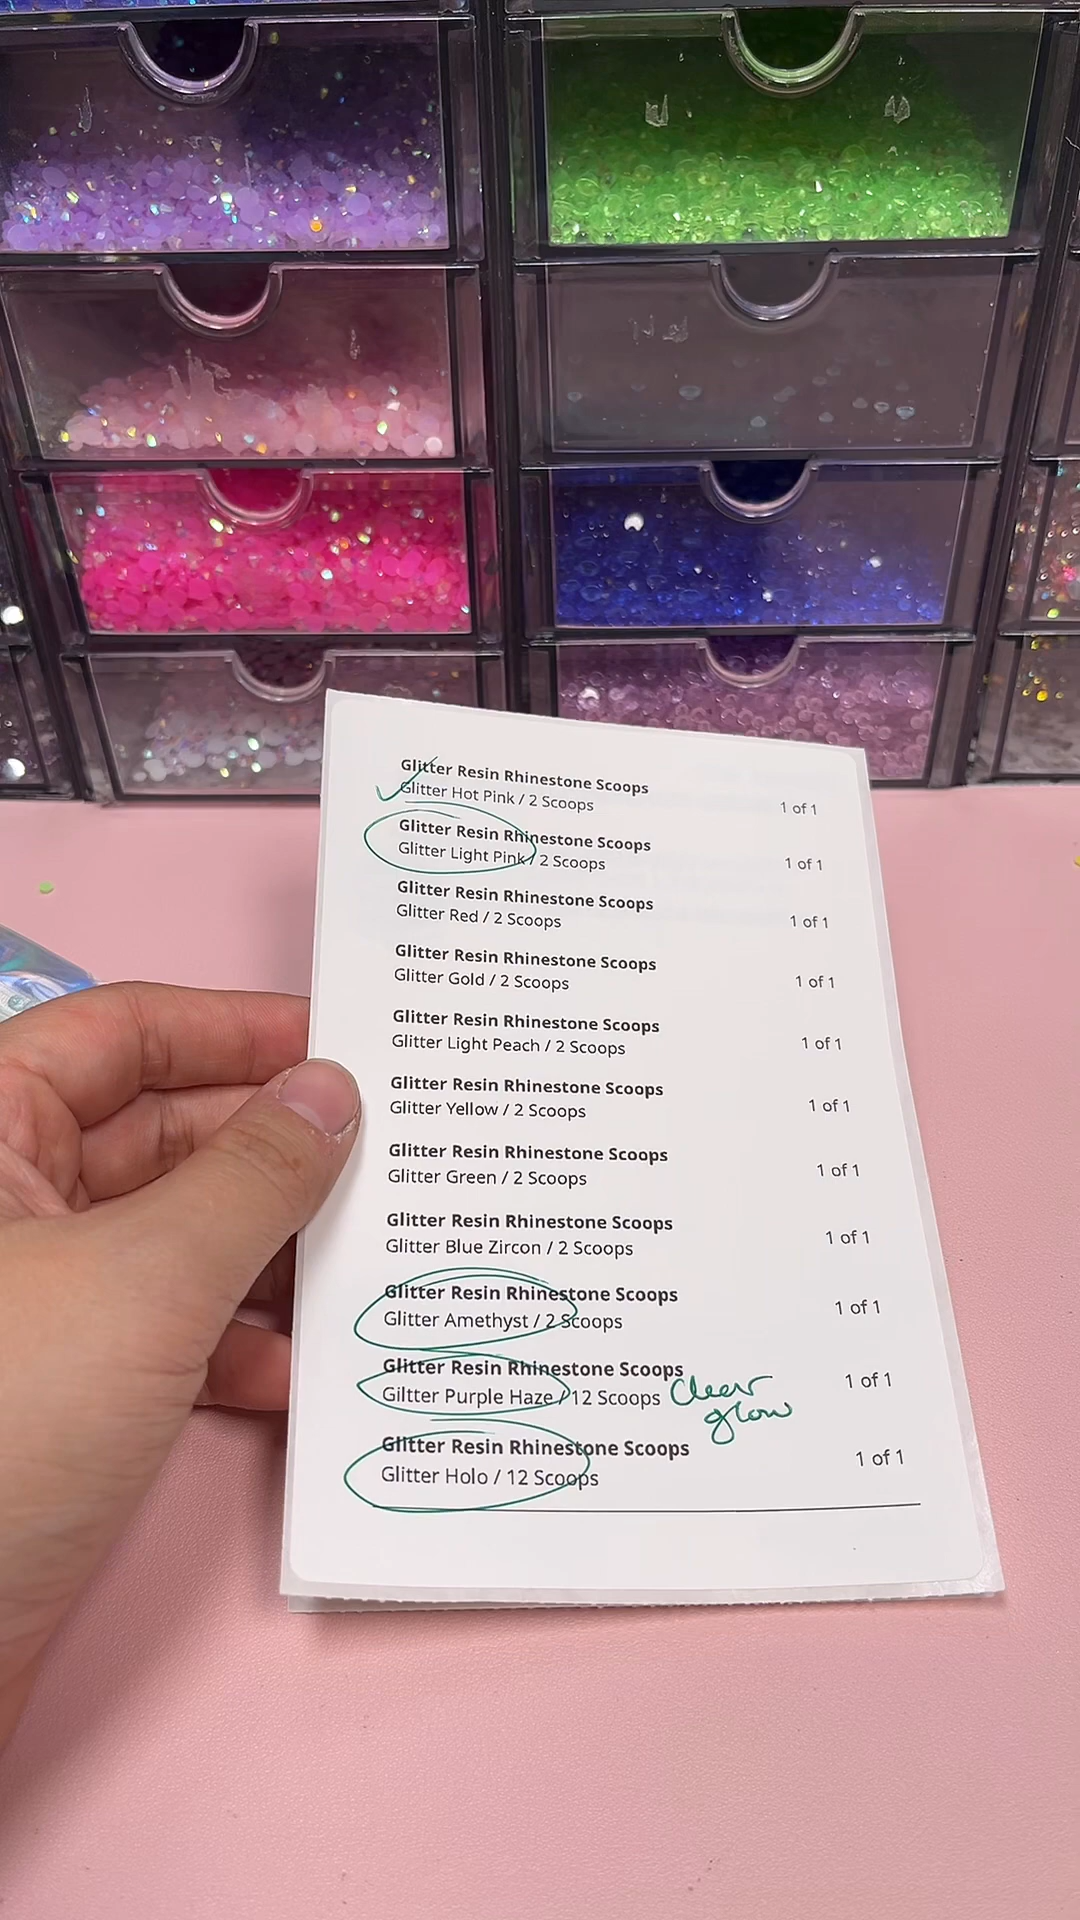 Glitter Resin Rhinestone Scoops
Glitter Hot Pink / 2 Scoops 1 of 1
Glitter Resin Rhinestone Scoops
Glitter Light Pink / 2 Scoops 1 of 1
Glitter Resin Rhinestone Scoops
Glitter Red / 2 Scoops 1 of 1
Glitter Resin Rhinestone Scoops
Glitter Gold / 2 Scoops 1 of 1
Glitter Resin Rhinestone Scoops
Glitter Light Peach / 2 Scoops 1 of 1
Glitter Resin Rhinestone Scoops
Glitter Yellow / 2 Scoops 1 of 1
Glitter Resin Rhinestone Scoops
Glitter Green / 2 Scoops 1 of 1
Glitter Resin Rhinestone Scoops
Glitter Blue Zircon / 2 Scoops 1 of 1
Glitter Resin Rhinestone Scoops
Glitter Amethyst / 2 Scoops 1 of 1
Glitter Resin Rhinestone Scoops
Giltter Purple Haze / 12 Scoops Clear 1 of 1
glow
Glitter Resin Rhinestone Scoops
Glitter Holo / 12 Scoops 1 of 1